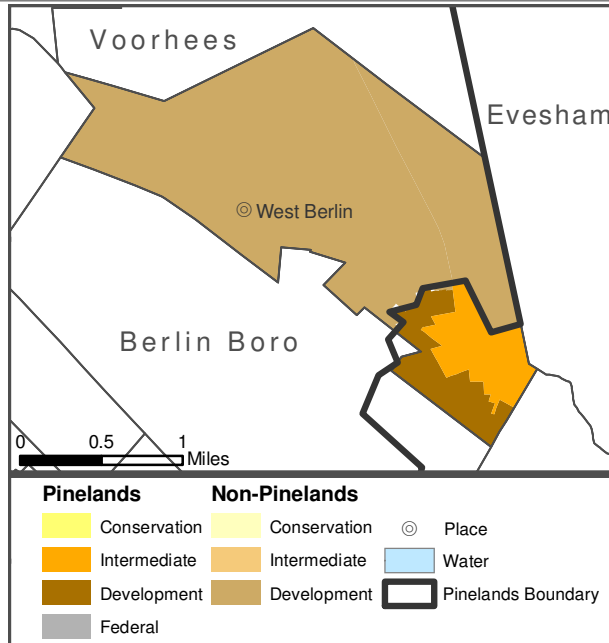 Voorhees
Evesham
West Berlin
Berlin Boro
0 0.5 1
Miles
Pinelands Non-Pinelands
Conservation Conservation Place
Intermediate Intermediate Water
Development Development Pinelands Boundary
Federal